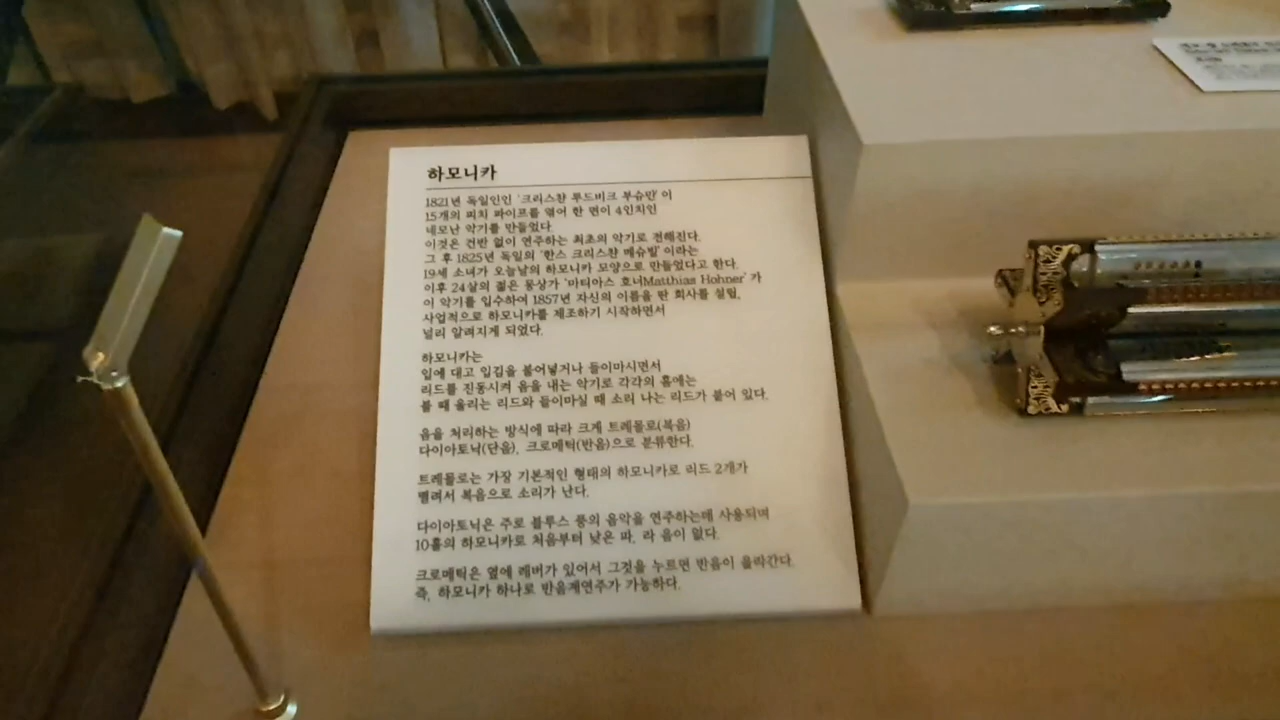 하모니카
1821년 독일인인 '크리스챤 루드비크 부슈만' 이
15개의 피치 파이프를 엮어 한 면이 4인치인
네모난 악기를 만들었다.
이것은 건반 없이 연주하는 최초의 악기로 전해진다.
그 후 1825년 독일의 '한스 크리스챤 메슈빌' 이라는
19세 소녀가 오늘날의 하모니카 모양으로 만들었다고 한다.
이후 24살의 젊은 몽상가 '마티아스 호너Matthias Hohner' 가
이 악기를 입수하여 1857년 자신의 이름을 딴 회사를 설립,
사업적으로 하모니카를 제조하기 시작하면서
널리 알려지게 되었다.
하모니카는
입에 대고 입김을 불어넣거나 들이마시면서
리드를 진동시켜 음을 내는 악기로 각각의 홀에는
불 때 울리는 리드와 들이마실 때 소리 나는 리드가 붙어 있다.
음을 처리하는 방식에 따라 크게 트레몰로(복음)
다이아토닉(단음), 크로메틱(반음)으로 분류한다.
트레몰로는 가장 기본적인 형태의 하모니카로 리드 2개가
떨려서 복음으로 소리가 난다.
다이아토닉은 주로 블루스 풍의 음악을 연주하는데 사용되며
10홀의 하모니카로 처음부터 낮은 파, 라 음이 없다.
크로메틱은 옆에 레버가 있어서 그것을 누르면 반음이 올라간다.
즉, 하모니카 하나로 반음계연주가 가능하다.